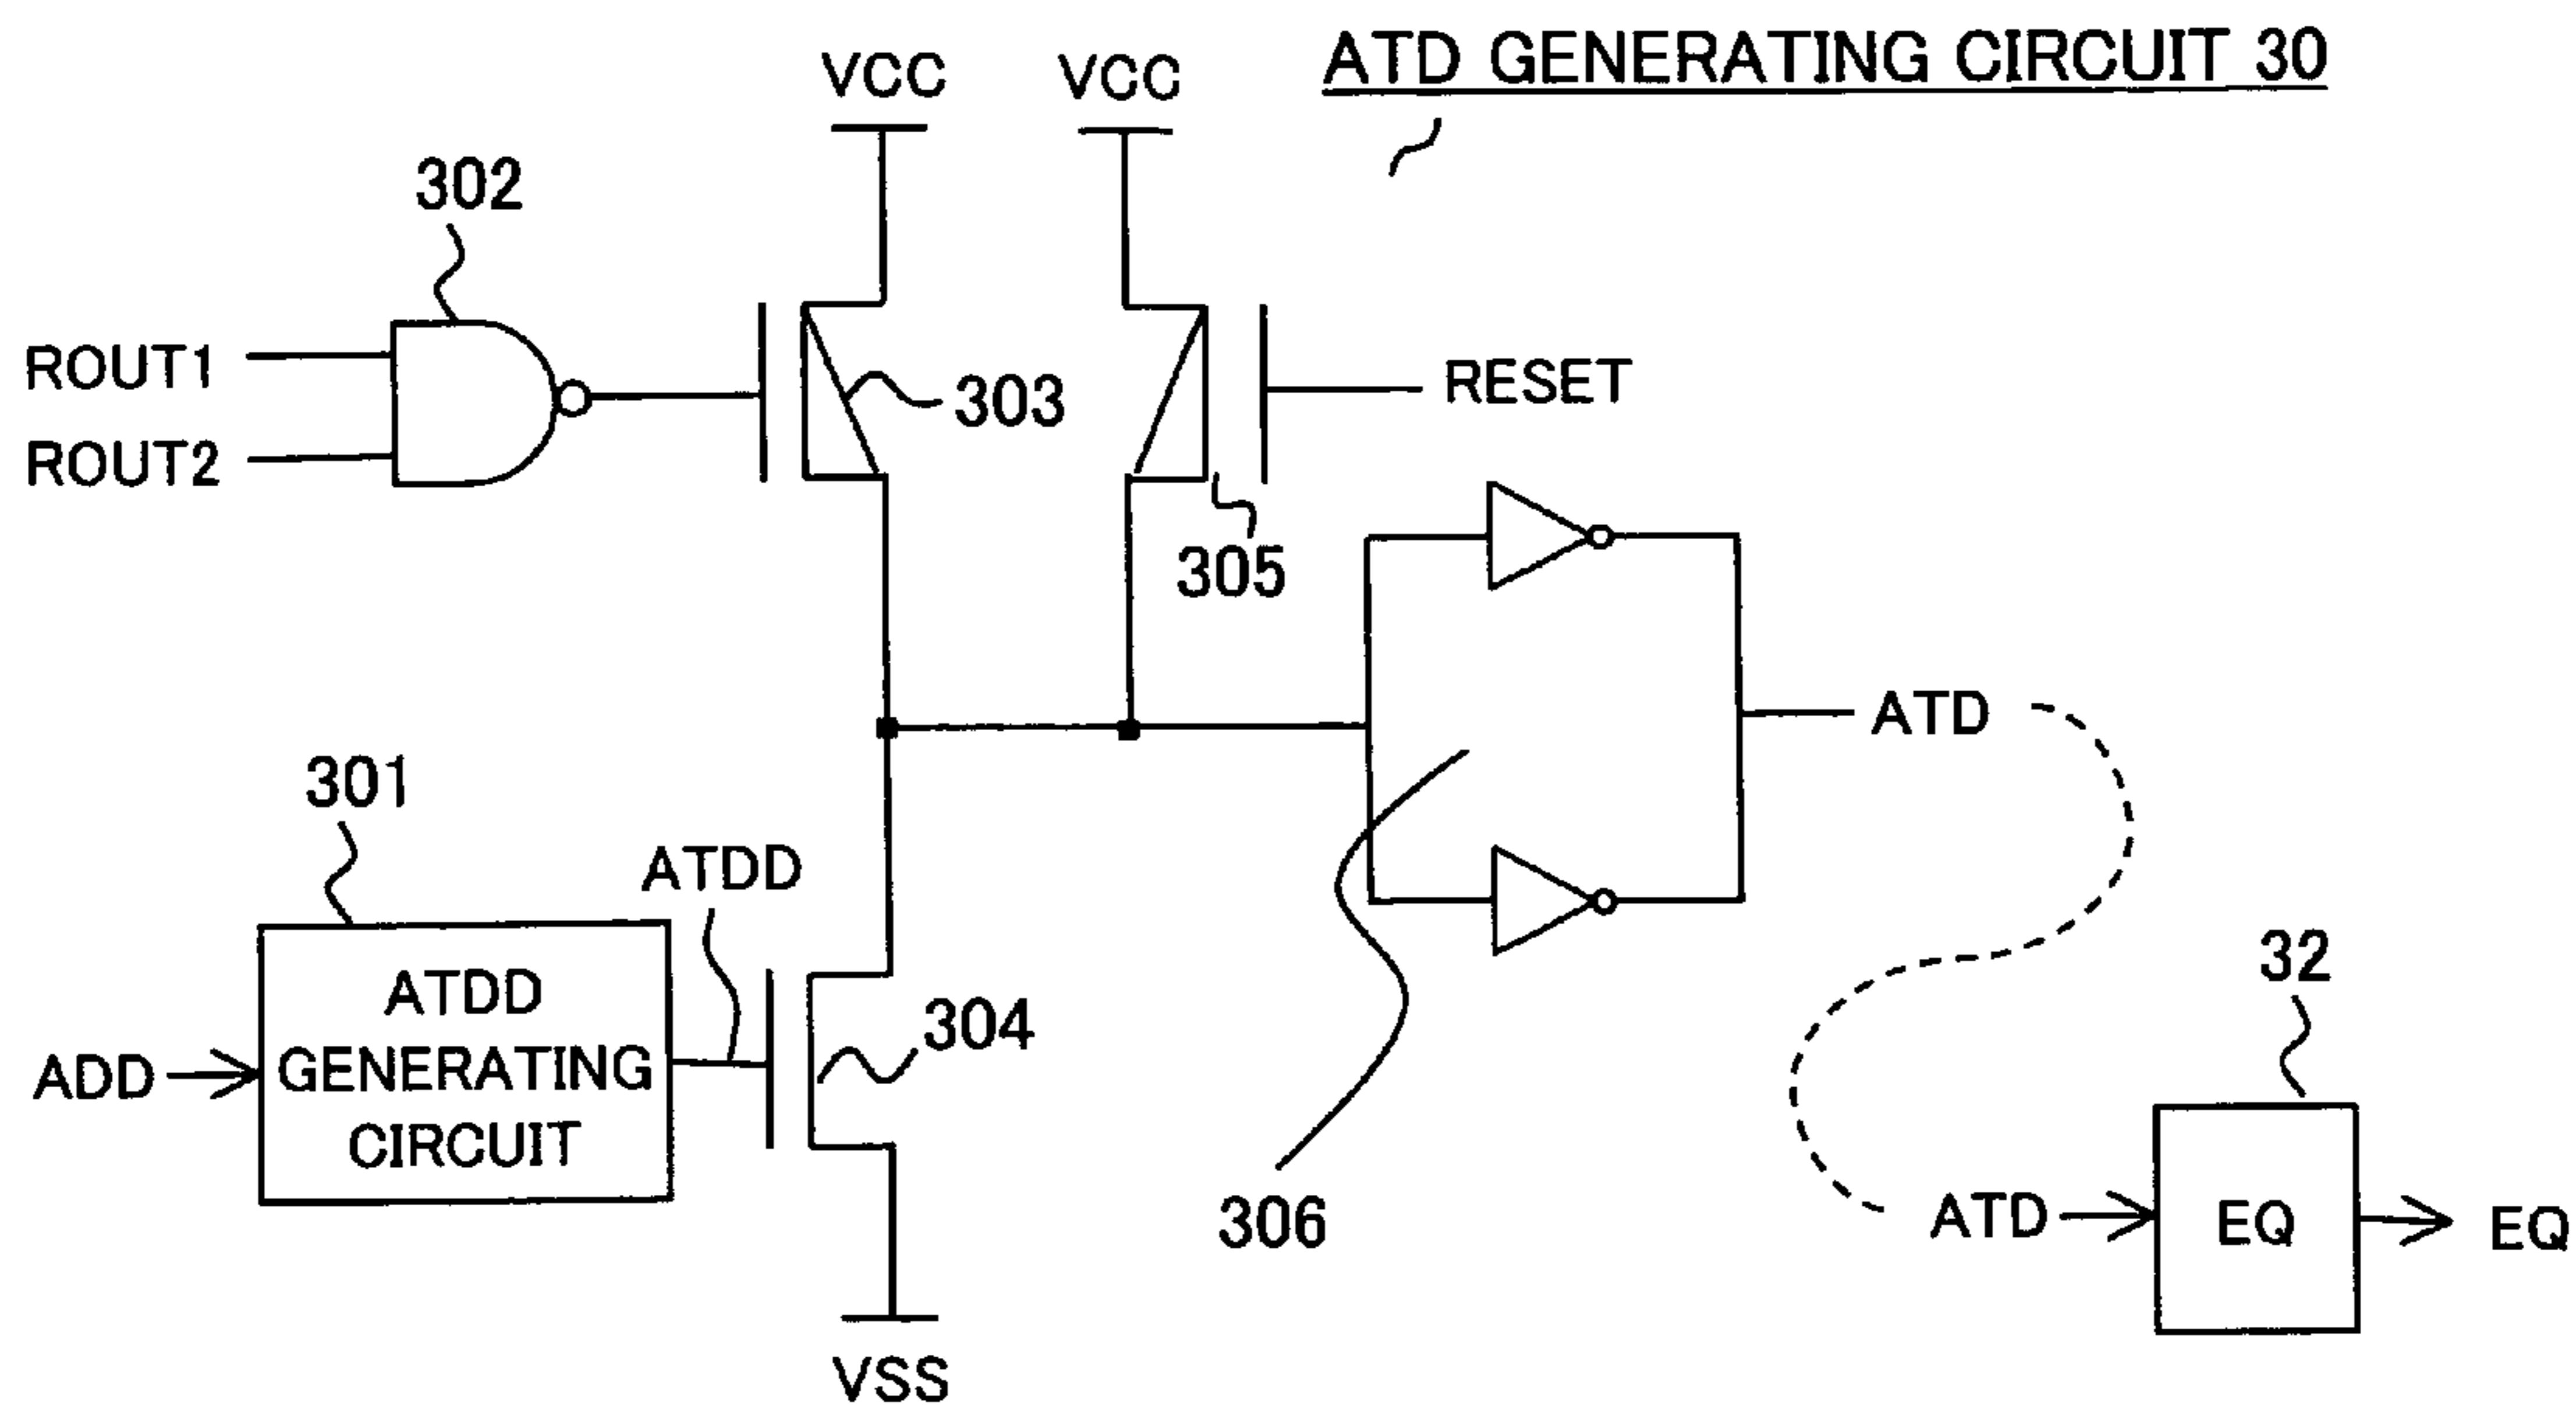 ATD GENERATING CIRCUIT 30
VCC
VCC
302
ROUT1
ROUT2
303
RESET
305
ATD
301
ATDD
ATDD
GENERATING
CIRCUIT
ADD
304
306
32
ATD
EQ
EQ
VSS